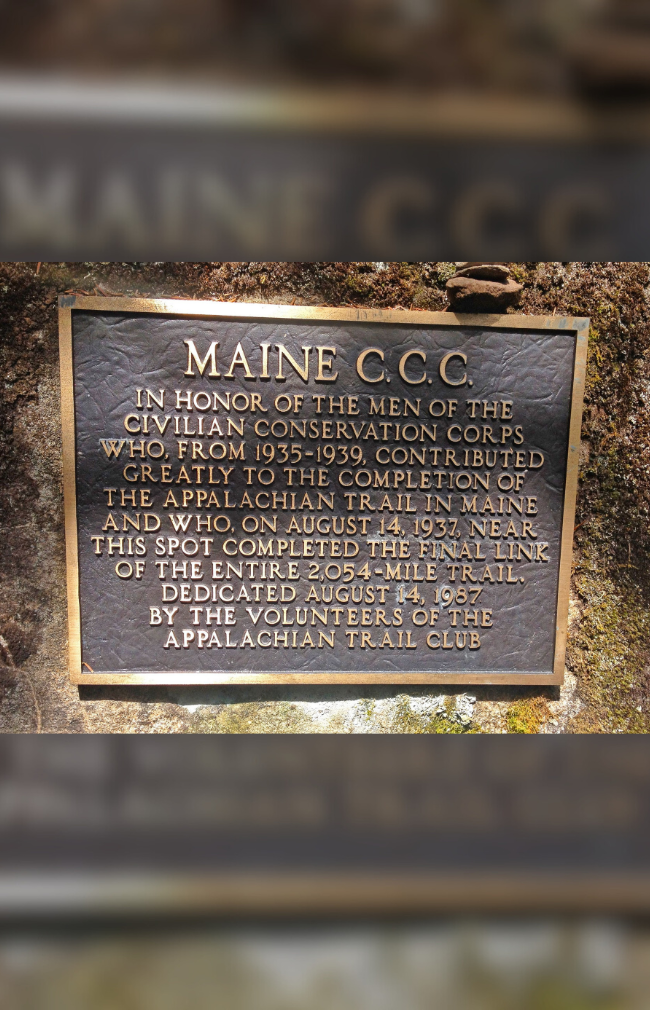 MAINE C.C.C.
IN HONOR OF THE MEN OF THE
CIVILIAN CONSERVATION CORPS
WHO, FROM 1935-1939, CONTRIBUTED
GREATLY TO THE COMPLETION OF
THE APPALACHIAN TRAIL IN MAINE
AND WHO, ON AUGUST 14, 1937, NEAR
THIS SPOT COMPLETED THE FINAL LINK
OF THE ENTIRE 2,054-MILE TRAIL.
DEDICATED AUGUST 14, 1987
BY THE VOLUNTEERS OF THE
APPALACHIAN TRAIL CLUB